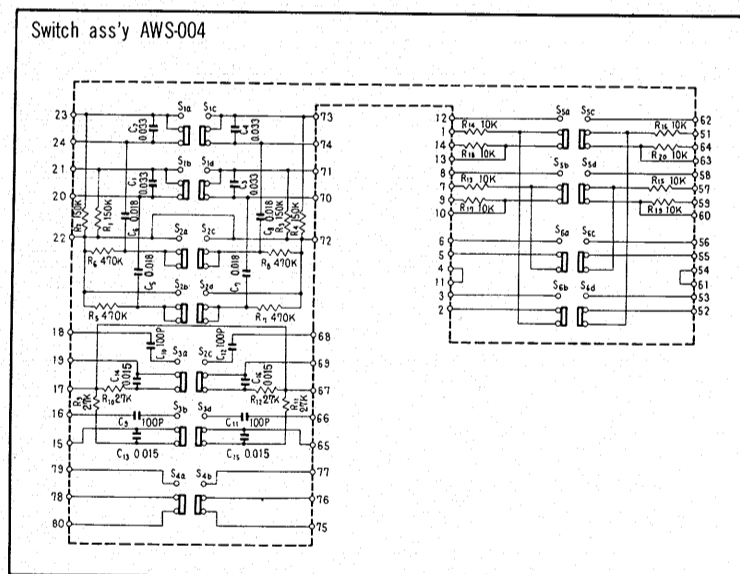 Switch ass'y AWS-004
23 S1a S1c 73
C2 0.033 C4 0.033
24 74
21 S1b S1d 71
C1 0.033 C3 0.033
20 70
R2 150K R1 150K C6 0.018 C8 0.018 R3 150K R4 150K
22 S2a S2c 72
R6 470K C5 0.018 C7 0.018 R8 470K
S2b S2d
R5 470K R7 470K
18 C10 100P C12 100P 68
19 S3a S2c 69
C14 0.015 C16 0.015
17 R9 27K R10 27K R12 27K R11 27K 67
16 S3b S3d 66
C9 100P C11 100P
15 65
C13 0.015 C15 0.015
79 S4a S4b 77
78 76
80 75
12 S5a S5c 62
1 R14 10K R16 10K 51
14 64
13 R18 10K R20 10K 63
8 S5b S5d 58
7 R13 10K R15 10K 57
9 59
10 R17 10K R19 10K 60
6 S6a S6c 56
5 55
4 54
11 61
3 S6b S6d 53
2 52